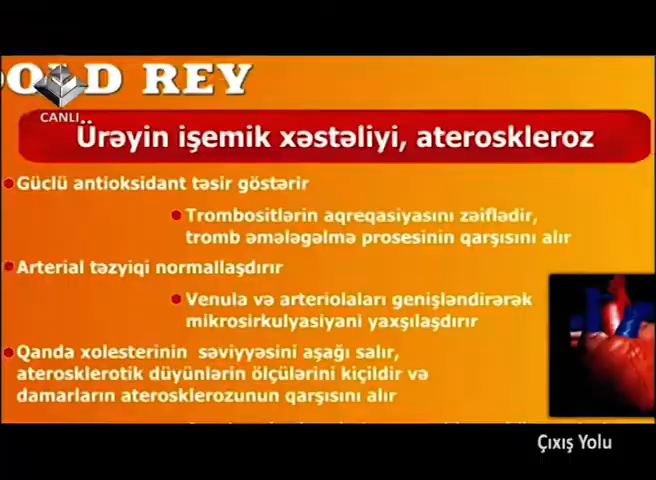 OLD REY
CANLI
Ürəyin işemik xəstəliyi, ateroskleroz
Güclü antioksidant təsir göstərir
Trombositlərin aqreqasiyasını zəiflədir,
tromb əmələgəlmə prosesinin qarşısını alır
Arterial təzyiqi normallaşdırır
Venula və arteriolaları genişləndirərək
mikrosirkulyasiyani yaxşılaşdırır
Qanda xolesterinin səviyyəsini aşağı salır,
aterosklerotik düyünlərin ölçülərini kiçildir və
damarların aterosklerozunun qarşısını alır
Çıxış Yolu